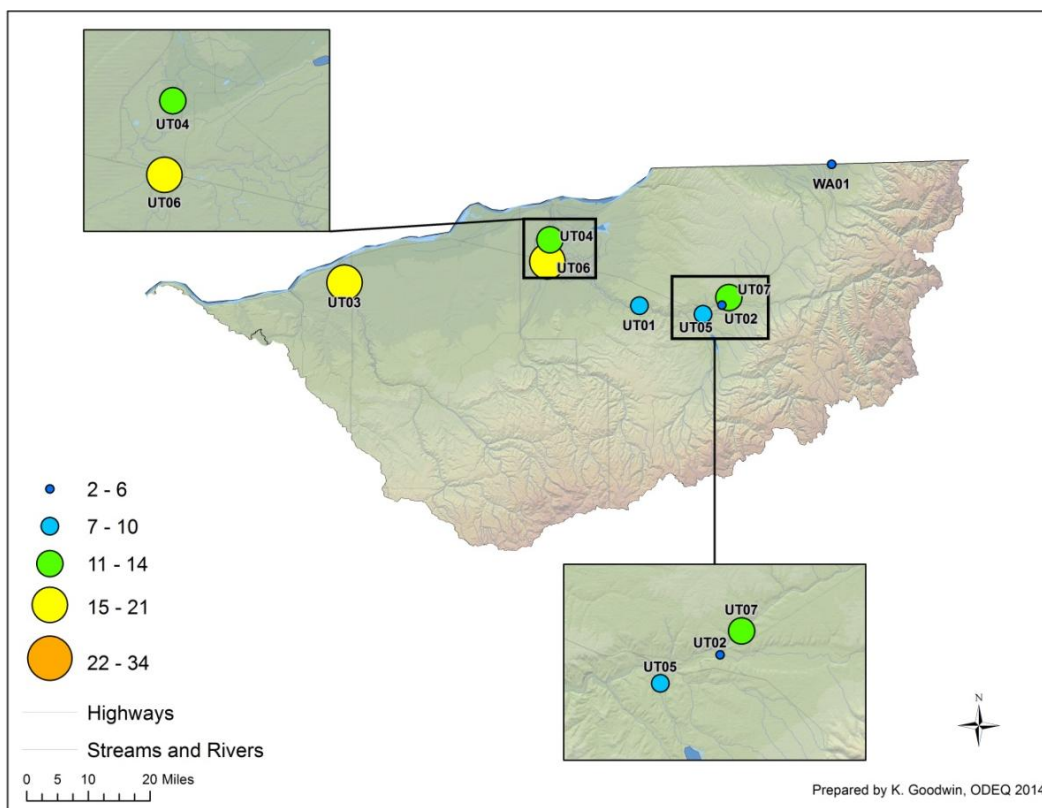 UT04
UT06
WA01
UT04
UT06
UT03
UT07
UT02
UT01
UT05
2 - 6
7 - 10
11 - 14
15 - 21
22 - 34
Highways
Streams and Rivers
0 5 10 20 Miles
UT07
UT02
UT05
N
Prepared by K. Goodwin, ODEQ 2014